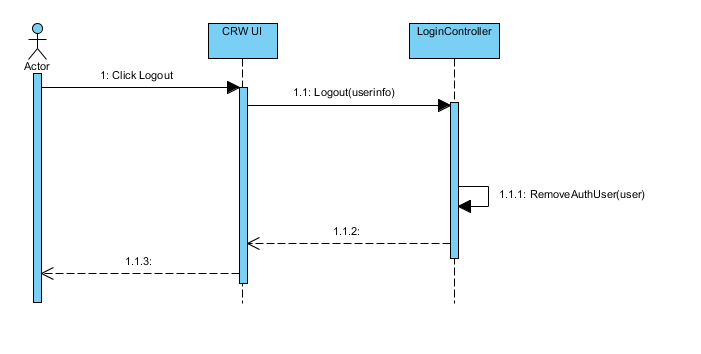 CRW UI
LoginController
Actor
1: Click Logout
1.1: Logout(userinfo)
1.1.1: RemoveAuthUser(user)
1.1.2:
1.1.3: